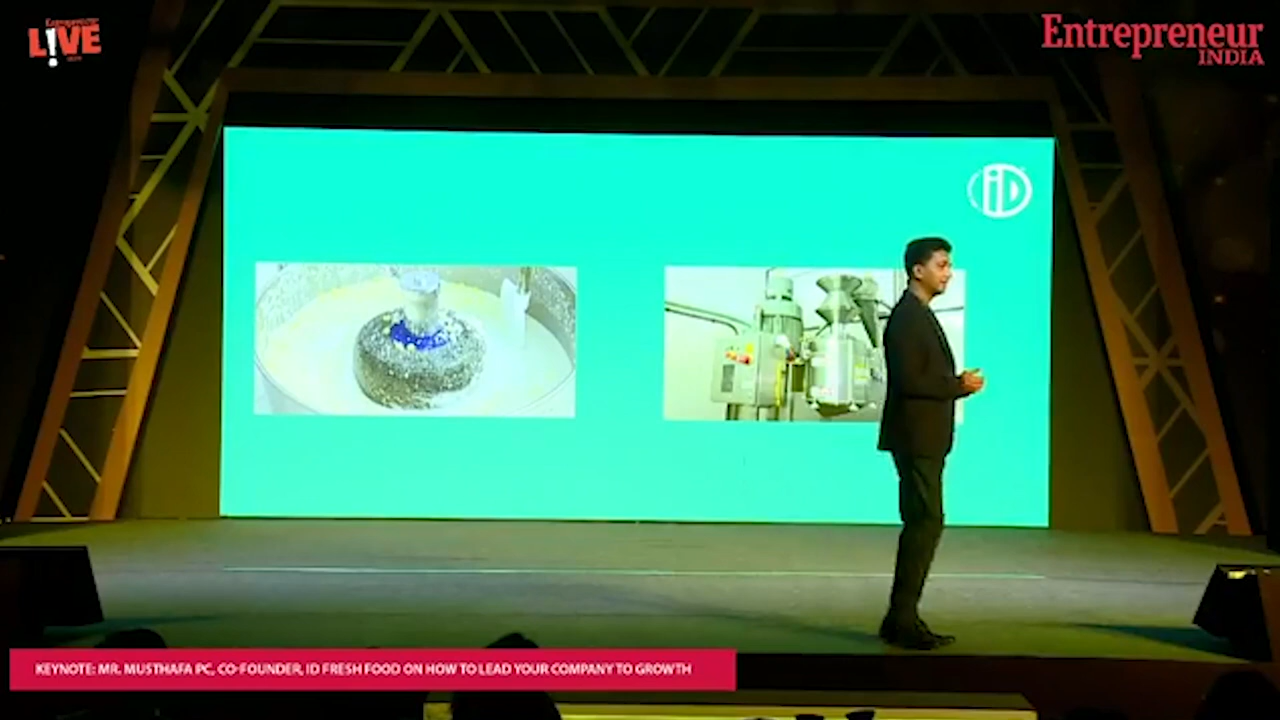 L!VE
Entrepreneur
INDIA
iD
KEYNOTE: MR. MUSTHAFA PC, CO-FOUNDER, ID FRESH FOOD ON HOW TO LEAD YOUR COMPANY TO GROWTH